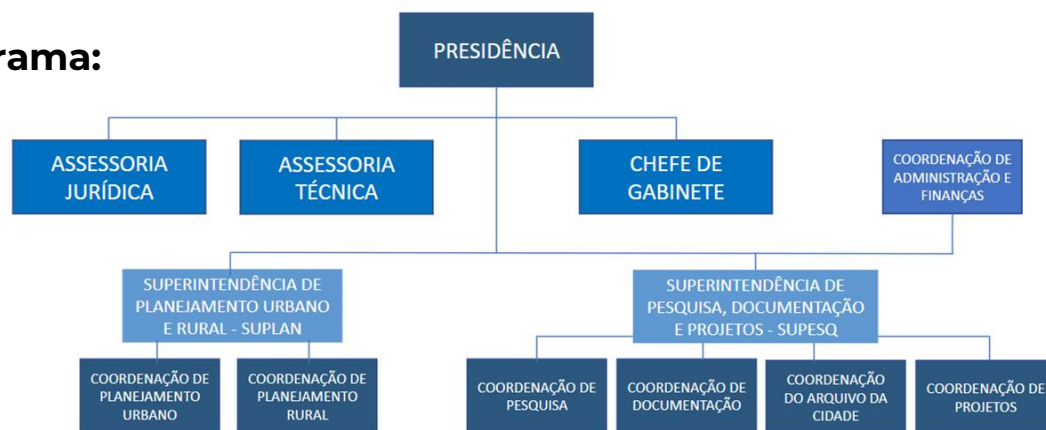 rama:
PRESIDÊNCIA
ASSESSORIA
JURÍDICA
ASSESSORIA
TÉCNICA
CHEFE DE
GABINETE
COORDENAÇÃO DE
ADMINISTRAÇÃO E
FINANÇAS
SUPERINTENDÊNCIA DE
PLANEJAMENTO URBANO
E RURAL - SUPLAN
SUPERINTENDÊNCIA DE
PESQUISA, DOCUMENTAÇÃO
E PROJETOS - SUPESQ
COORDENAÇÃO DE
PLANEJAMENTO
URBANO
COORDENAÇÃO DE
PLANEJAMENTO
RURAL
COORDENAÇÃO DE
PESQUISA
COORDENAÇÃO DE
DOCUMENTAÇÃO
COORDENAÇÃO
DO ARQUIVO DA
CIDADE
COORDENAÇÃO DE
PROJETOS